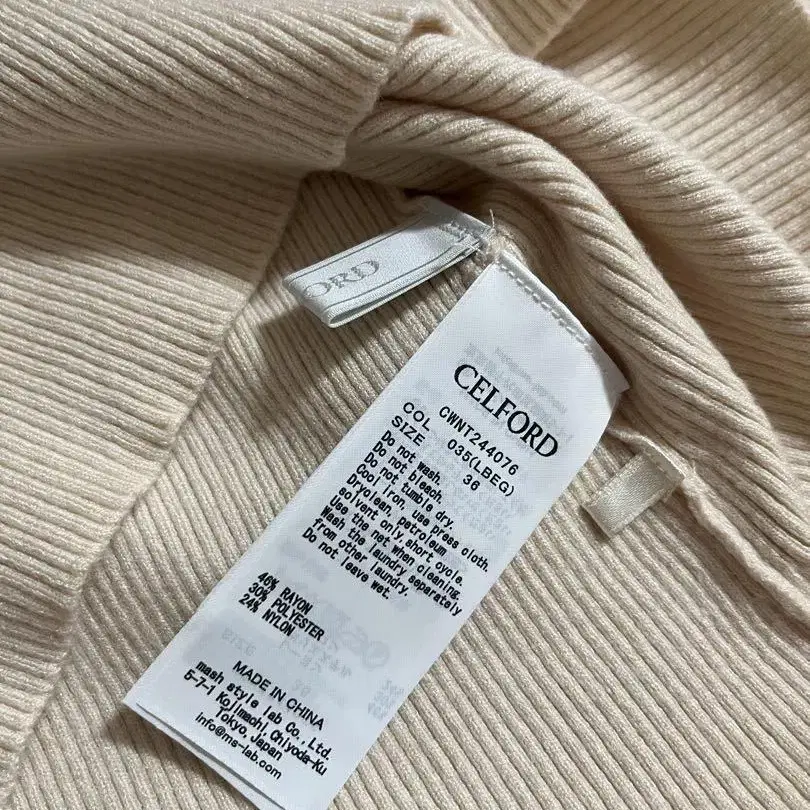 ORD
CELFORD
CWNT244076
COL 035(LBEG)
SIZE 36
Do not wash.
Do not bleach.
Do not tumble dry.
Cool iron, use press cloth.
Dryclean, petroleum
solvent only,short cycle.
Use the net when cleaning.
Wash the laundry separately
from other laundry.
Do not leave wet.
46% RAYON
30% POLYESTER
24% NYLON
MADE IN CHINA
mash style lab Co.,Ltd.
5-7-1 Kojimachi,Chiyoda-Ku
Tokyo,Japan
info@ms-lab.com